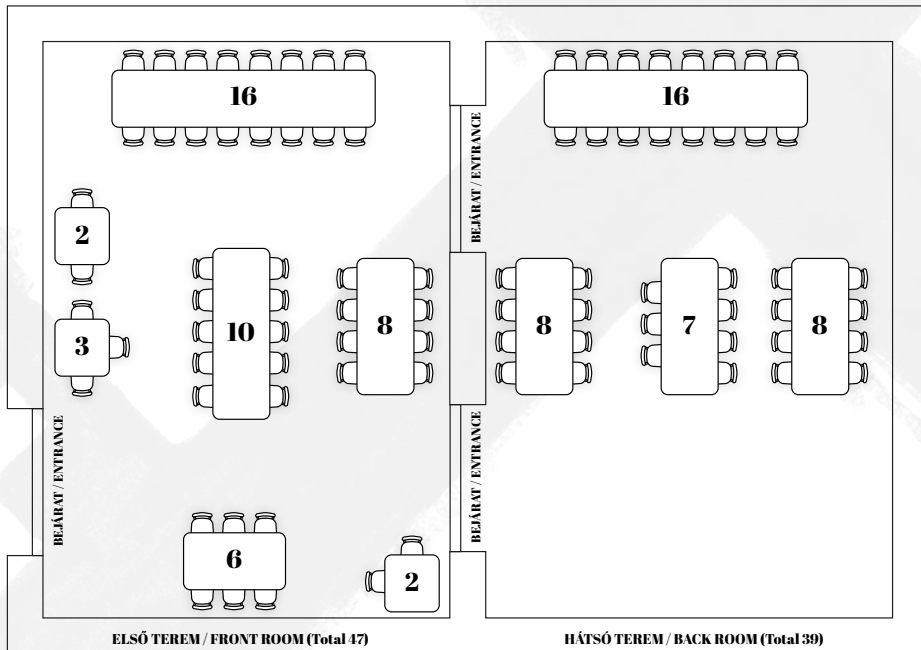 16
16
BEJÁRAT / ENTRANCE
2
3
10
8
8
7
8
BEJÁRAT / ENTRANCE
BEJÁRAT / ENTRANCE
6
2
ELSŐ TEREM / FRONT ROOM (Total 47)
HÁTSÓ TEREM / BACK ROOM (Total 39)